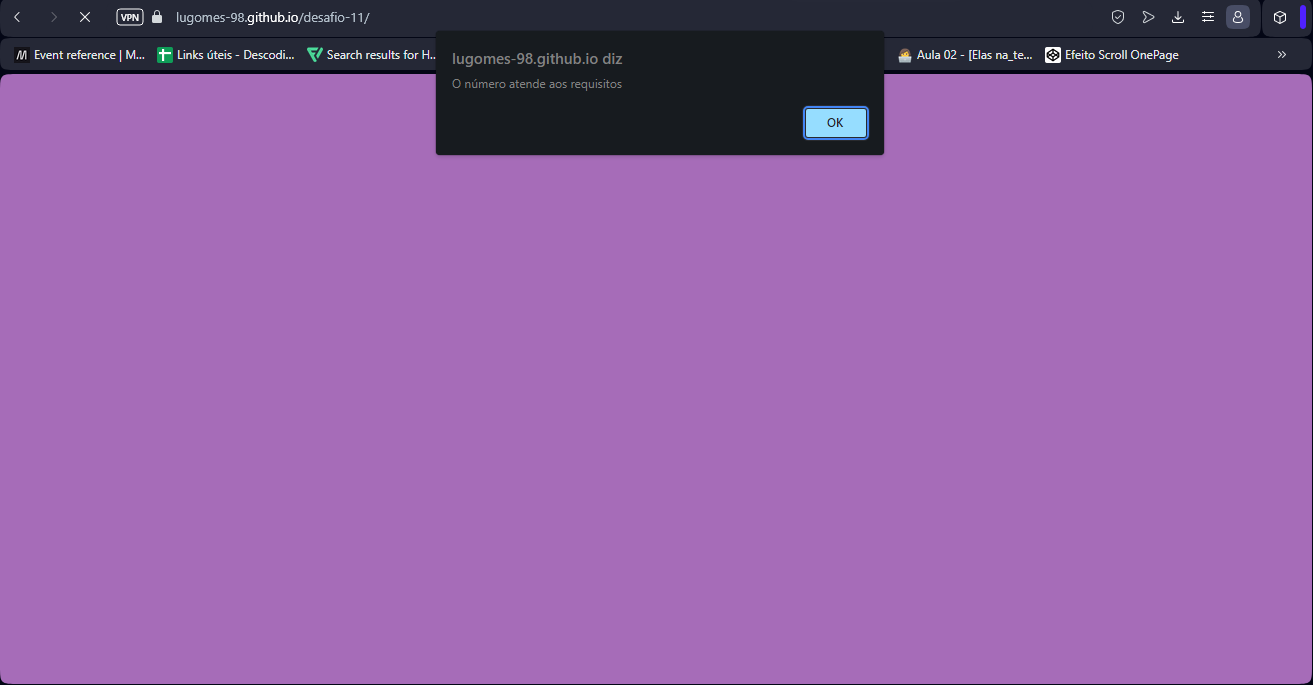 VPN lugomes-98.github.io/desafio-11/
M Event reference | M... Links úteis - Descodi... Search results for H... Aula 02 - [Elas na_te... Efeito Scroll OnePage »
lugomes-98.github.io diz
O número atende aos requisitos
OK